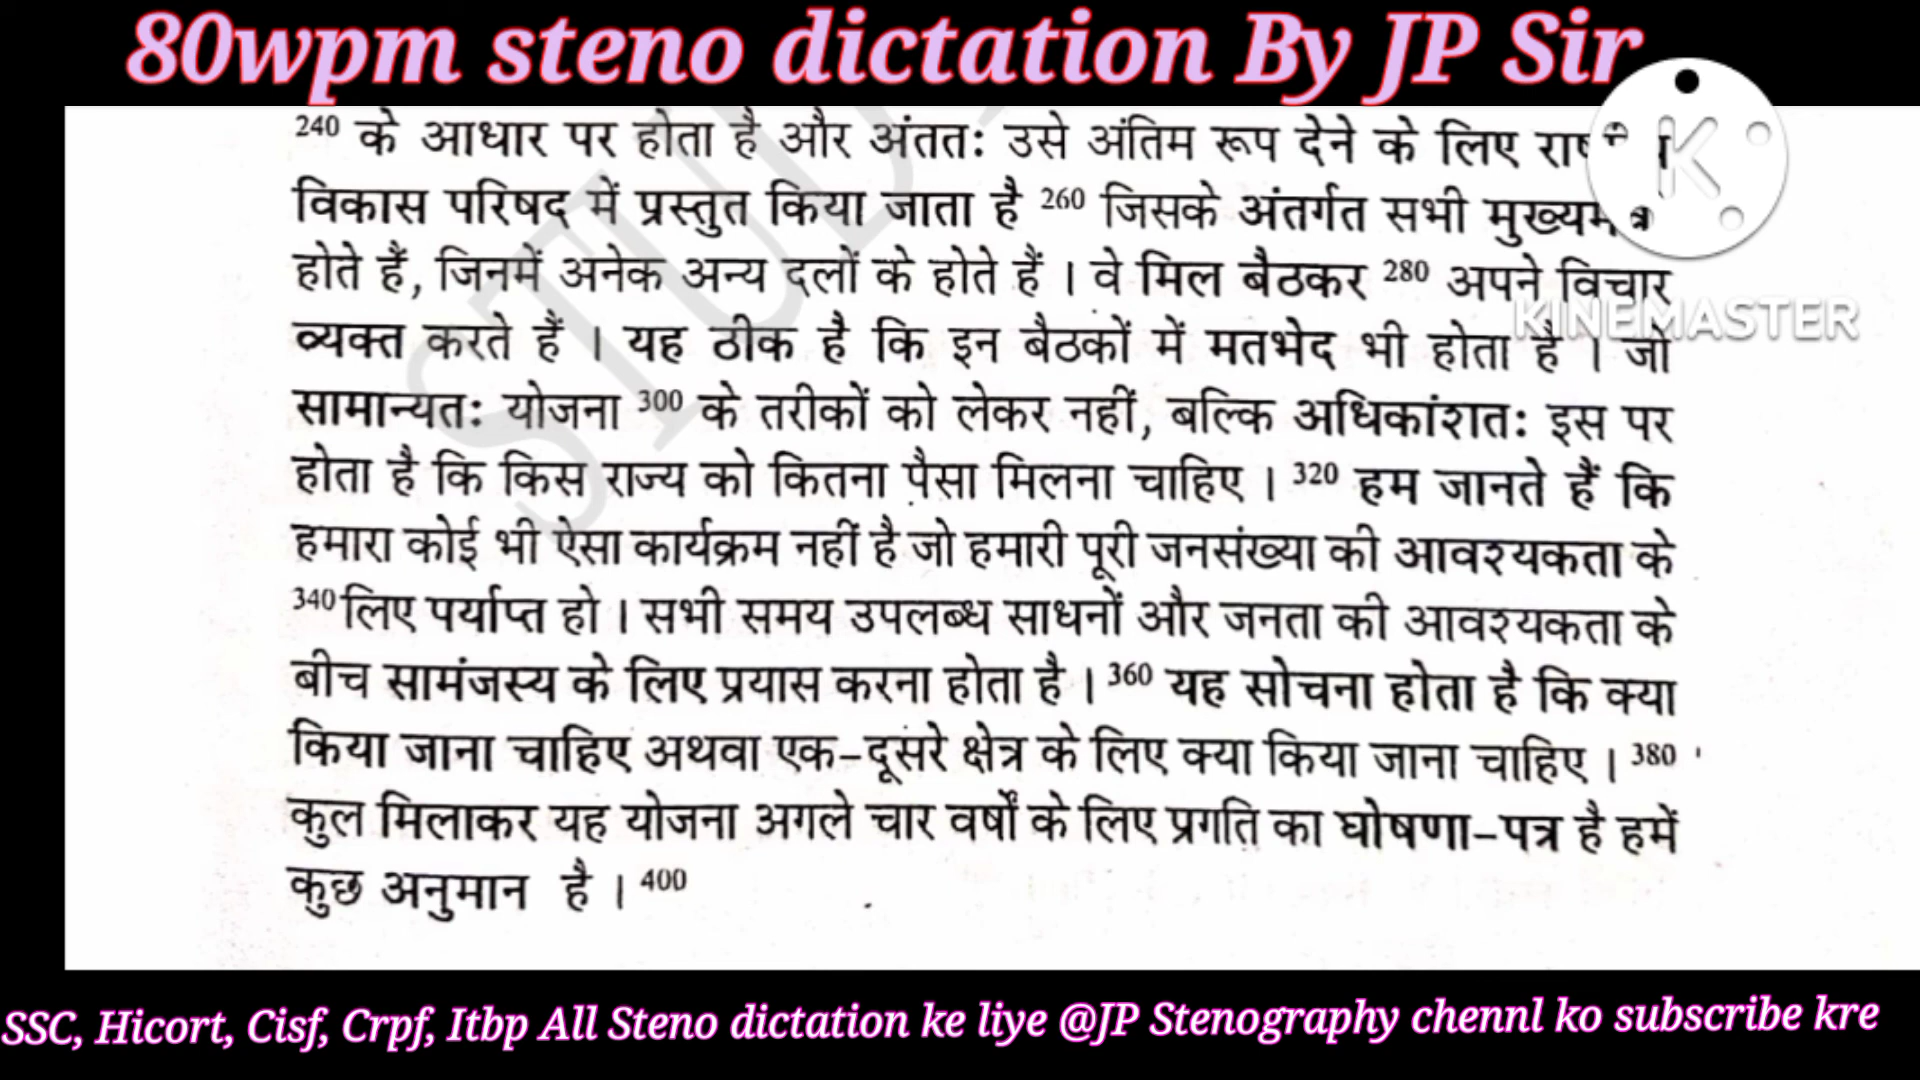 80wpm steno dictation By JP Sir
240 के आधार पर होता है और अंततः उसे अंतिम रूप देने के लिए
विकास परिषद में प्रस्तुत किया जाता है 260 जिसके अंतर्गत सभी
होते हैं, जिनमें अनेक अन्य दलों के होते हैं । वे मिल बैठकर 280 अपने विचार
KINEMASTER
व्यक्त करते हैं । यह ठीक है कि इन बैठकों में मतभेद भी होता है । जो
सामान्यतः योजना 300 के तरीकों को लेकर नहीं, बल्कि अधिकांशतः इस पर
होता है कि किस राज्य को कितना पैसा मिलना चाहिए । 320 हम जानते हैं कि
हमारा कोई भी ऐसा कार्यक्रम नहीं है जो हमारी पूरी जनसंख्या की आवश्यकता के
340 लिए पर्याप्त हो । सभी समय उपलब्ध साधनों और जनता की आवश्यकता के
बीच सामंजस्य के लिए प्रयास करना होता है । 360 यह सोचना होता है कि क्या
किया जाना चाहिए अथवा एक-दूसरे क्षेत्र के लिए क्या किया जाना चाहिए । 380
कुल मिलाकर यह योजना अगले चार वर्षों के लिए प्रगति का घोषणा-पत्र है हमें
कुछ अनुमान है । 400
SSC, Hicort, Cisf, Crpf, Itbp All Steno dictation ke liye @JP Stenography chennl ko subscribe kre